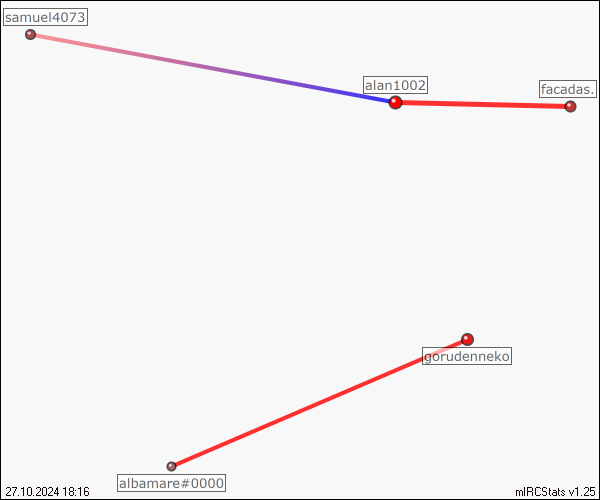 samuel4073
alan1002
facadas.
gorudenneko
albamare#0000
27.10.2024 18:16
mIRCStats v1.25